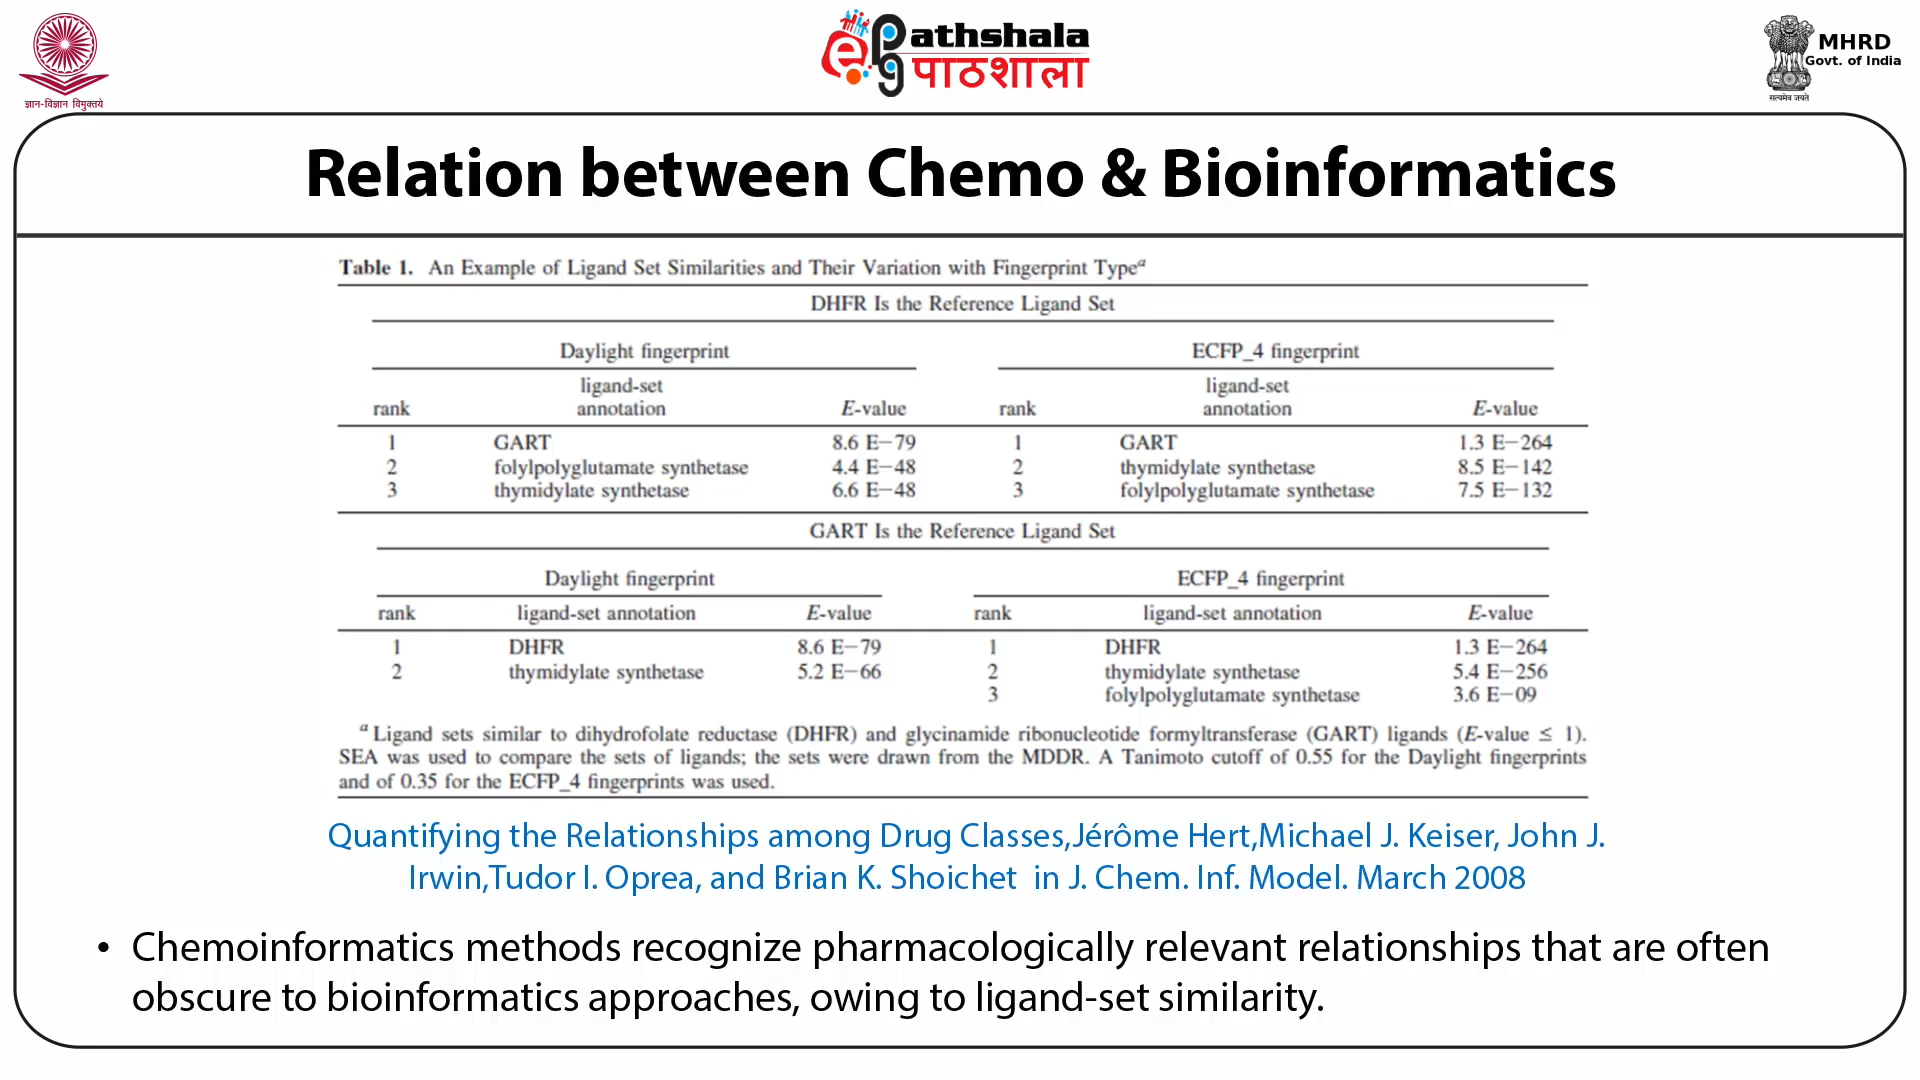 ज्ञान-विज्ञान विमुक्तये
e
athshala
पाठशाला
MHRD
Govt. of India
सत्यमेव जयते
Relation between Chemo & Bioinformatics
Table 1. An Example of Ligand Set Similarities and Their Variation with Fingerprint Typeᵃ
DHFR Is the Reference Ligand Set
Daylight fingerprint ECFP_4 fingerprint
ligand-set ligand-set
rank annotation E-value rank annotation E-value
1 GART 8.6 E−79 1 GART 1.3 E−264
2 folylpolyglutamate synthetase 4.4 E−48 2 thymidylate synthetase 8.5 E−142
3 thymidylate synthetase 6.6 E−48 3 folylpolyglutamate synthetase 7.5 E−132
GART Is the Reference Ligand Set
Daylight fingerprint ECFP_4 fingerprint
rank ligand-set annotation E-value rank ligand-set annotation E-value
1 DHFR 8.6 E−79 1 DHFR 1.3 E−264
2 thymidylate synthetase 5.2 E−66 2 thymidylate synthetase 5.4 E−256
3 folylpolyglutamate synthetase 3.6 E−09
ᵃ Ligand sets similar to dihydrofolate reductase (DHFR) and glycinamide ribonucleotide formyltransferase (GART) ligands (E-value ≤ 1).
SEA was used to compare the sets of ligands; the sets were drawn from the MDDR. A Tanimoto cutoff of 0.55 for the Daylight fingerprints
and of 0.35 for the ECFP_4 fingerprints was used.
Quantifying the Relationships among Drug Classes,Jérôme Hert,Michael J. Keiser, John J.
Irwin,Tudor I. Oprea, and Brian K. Shoichet in J. Chem. Inf. Model. March 2008
• Chemoinformatics methods recognize pharmacologically relevant relationships that are often
obscure to bioinformatics approaches, owing to ligand-set similarity.